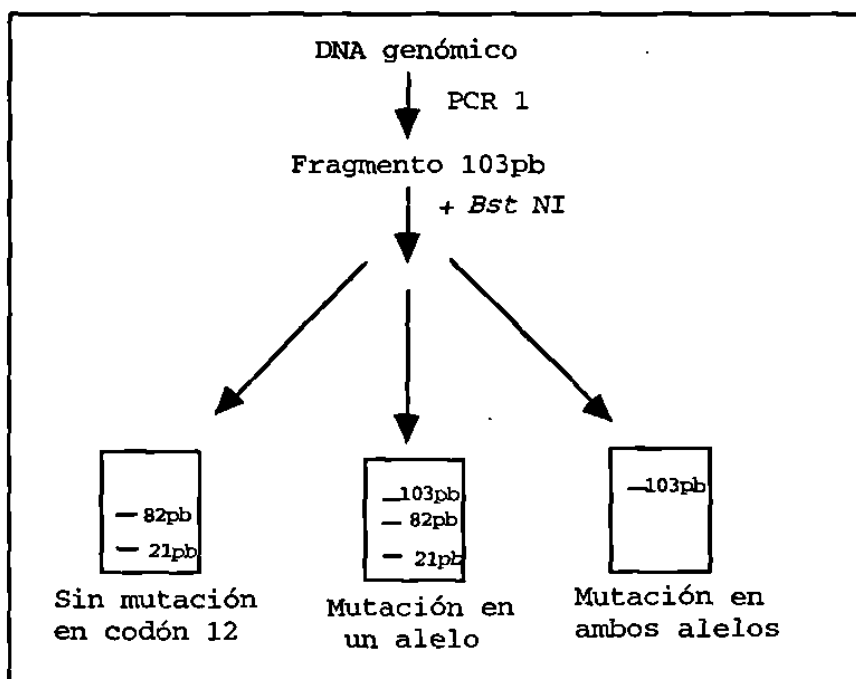 DNA genómico
PCR 1
Fragmento 103pb
+ Bst NI
82pb
21pb
Sin mutación
en codón 12
103pb
82pb
21pb
Mutación en
un alelo
103pb
Mutación en
ambos alelos